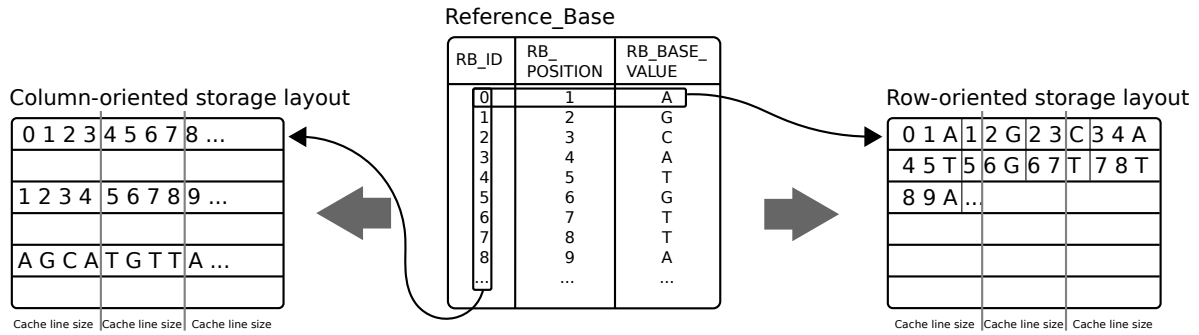 Reference_Base
RB_ID RB_ POSITION RB_BASE_ VALUE
0 1 A
1 2 G
2 3 C
3 4 A
4 5 T
5 6 G
6 7 T
7 8 T
8 9 A
... ... ...
Column-oriented storage layout
0 1 2 3 4 5 6 7 8 ...
1 2 3 4 5 6 7 8 9 ...
A G C A T G T T A ...
Cache line size Cache line size Cache line size
Row-oriented storage layout
0 1 A 1 2 G 2 3 C 3 4 A
4 5 T 5 6 G 6 7 T 7 8 T
8 9 A ...
Cache line size Cache line size Cache line size